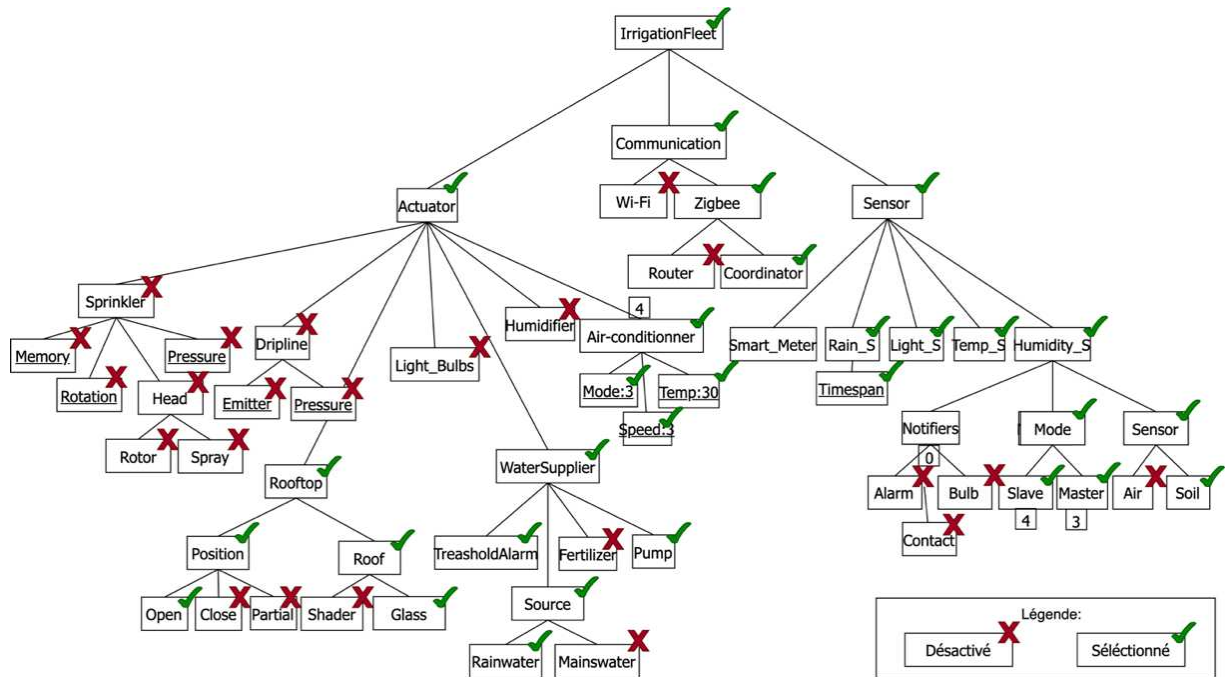 IrrigationFleet
Communication
Wi-Fi
Zigbee
Router
Coordinator
Actuator
Sensor
Sprinkler
Memory
Rotation
Head
Pressure
Rotor
Spray
Dripline
Emitter
Pressure
Light_Bulbs
Humidifier
4
Air-conditionner
Mode:3
Speed:3
Temp:30
Smart_Meter
Rain_S
Light_S
Temp_S
Humidity_S
Timespan
Notifiers
0
Mode
Sensor
Alarm
Bulb
Slave
Master
Air
Soil
4
3
Contact
Rooftop
Position
Roof
Open
Close
Partial
Shader
Glass
WaterSupplier
TreasholdAlarm
Fertilizer
Pump
Source
Rainwater
Mainswater
Légende:
Désactivé
Séléctionné